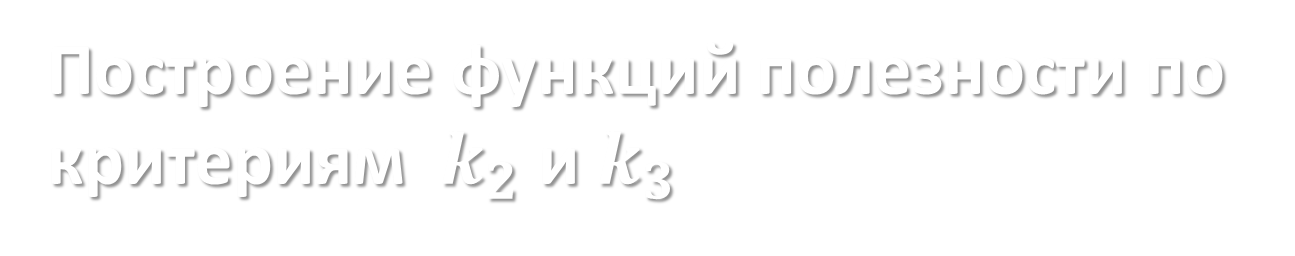 Построение функций полезности по
критериям k₂ и k₃